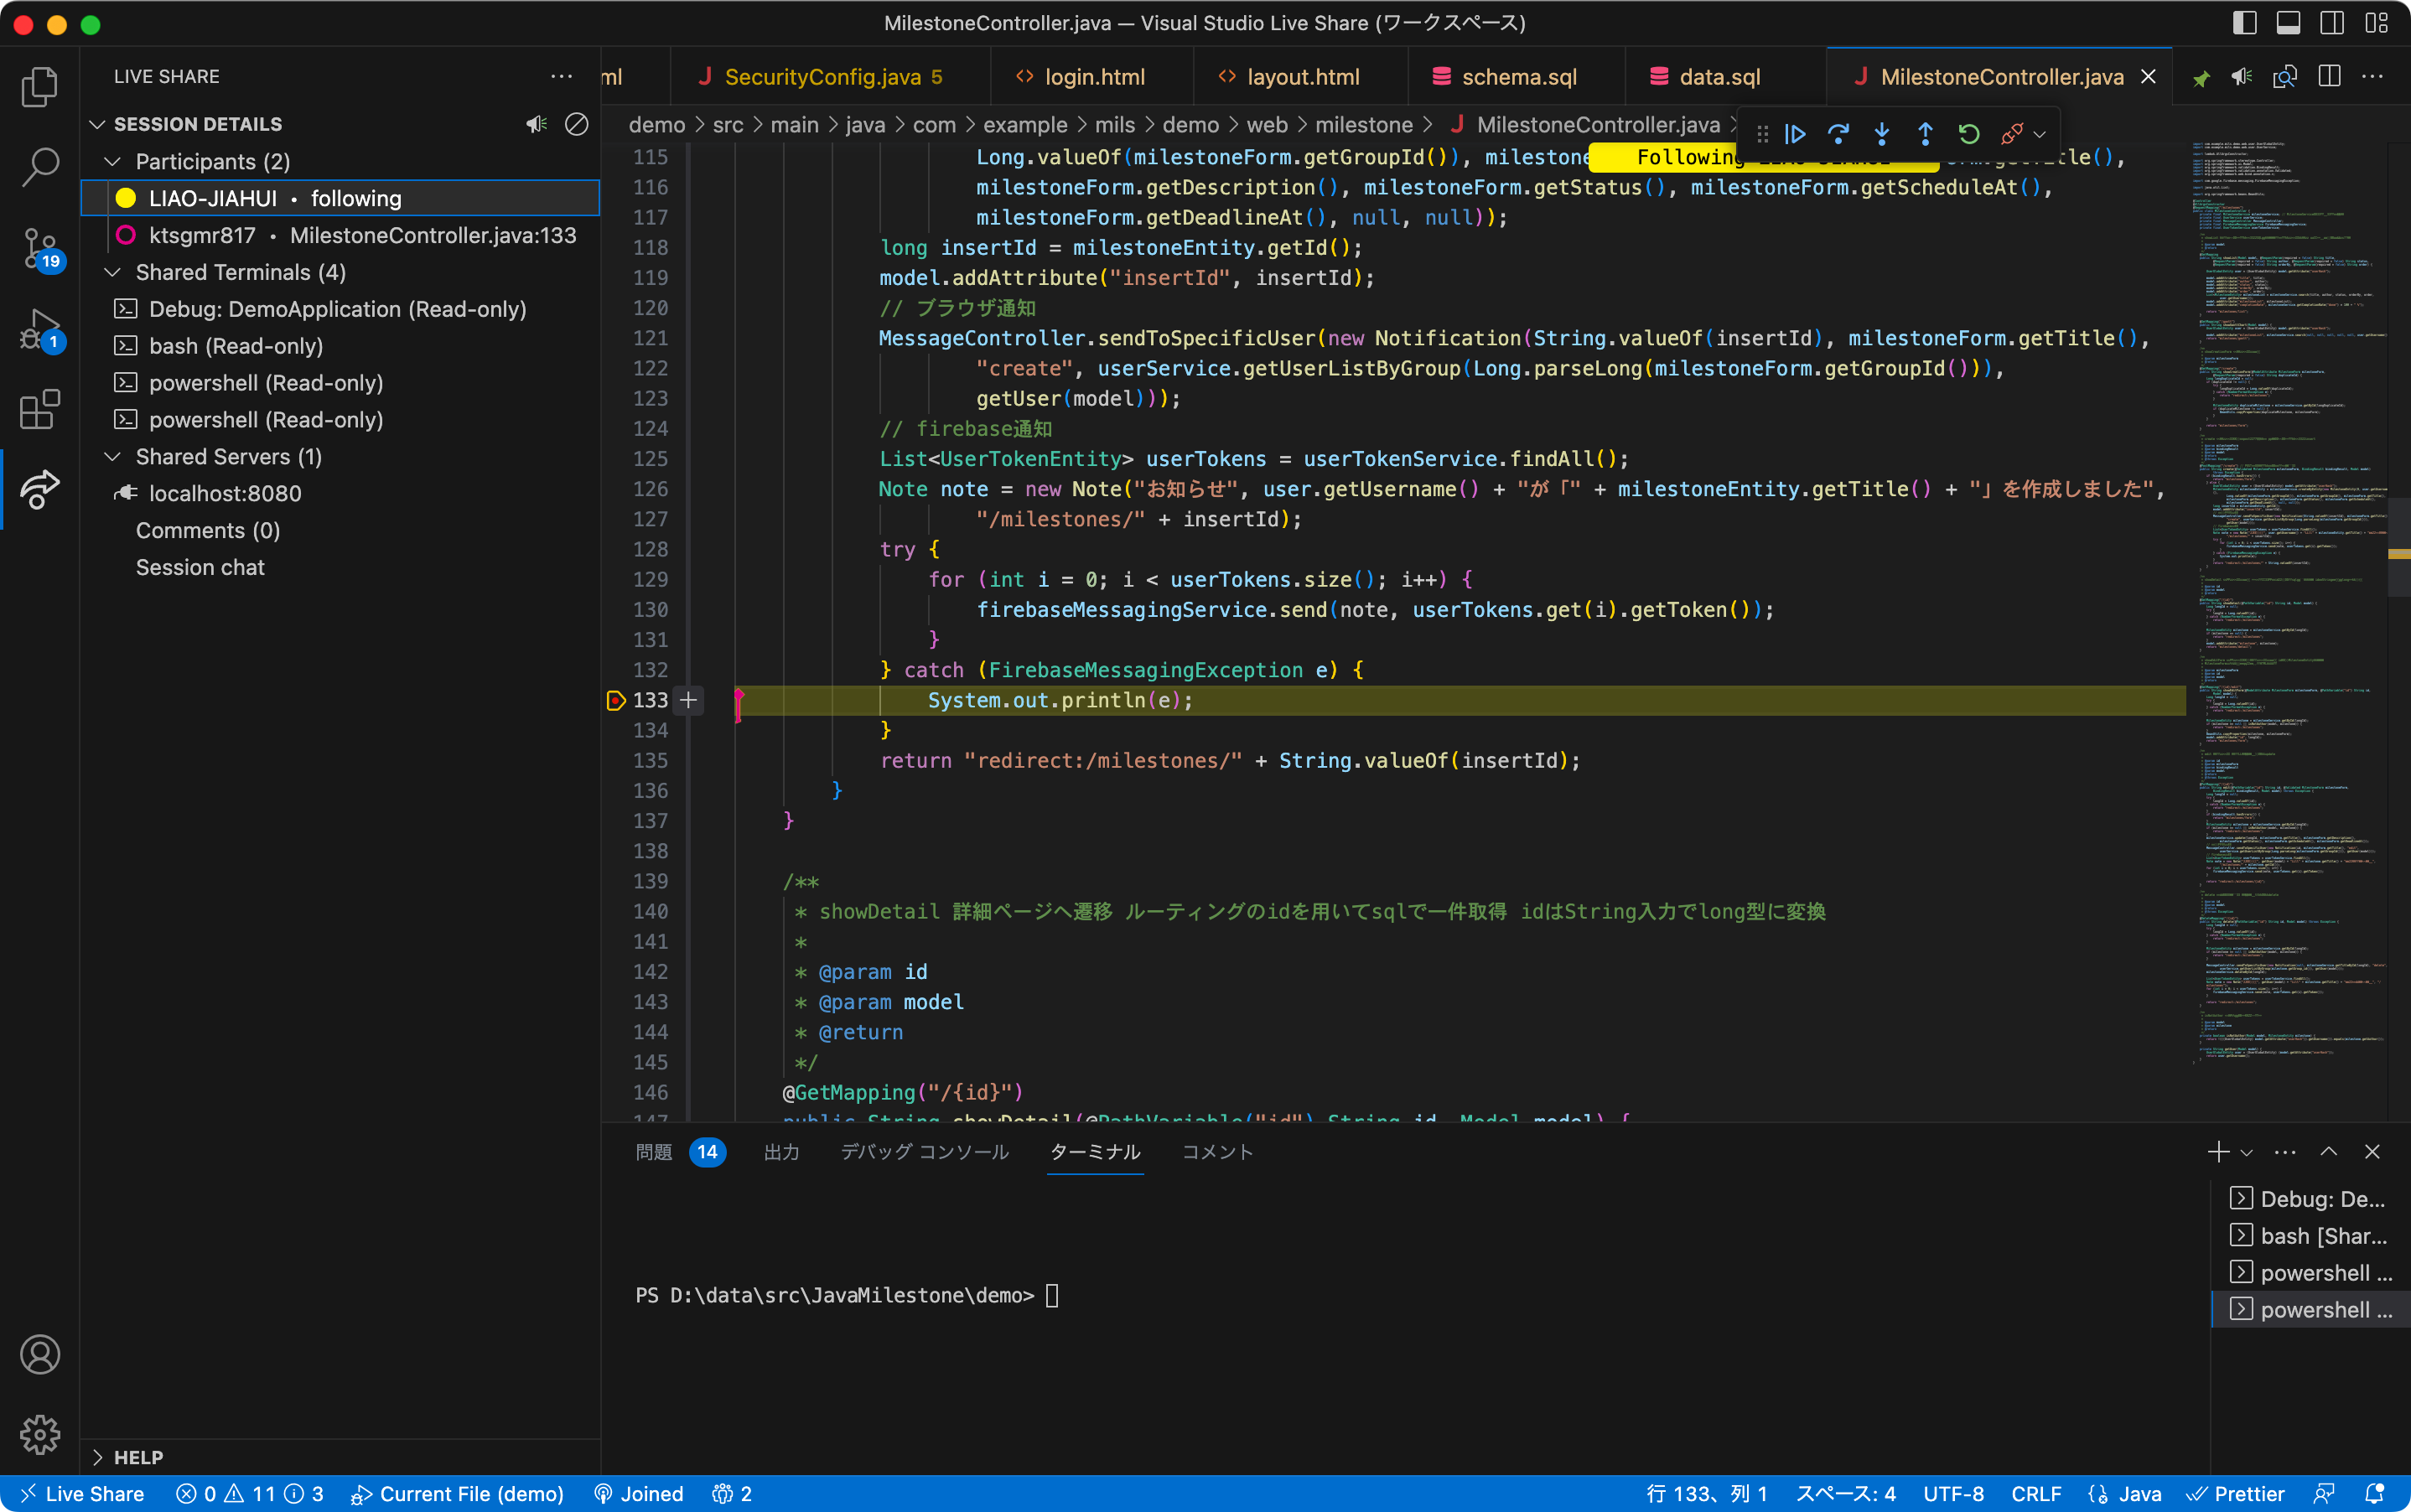 MilestoneController.java — Visual Studio Live Share (ワークスペース)
LIVE SHARE
SESSION DETAILS
Participants (2)
LIAO-JIAHUI • following
ktsgmr817 • MilestoneController.java:133
Shared Terminals (4)
Debug: DemoApplication (Read-only)
bash (Read-only)
powershell (Read-only)
powershell (Read-only)
Shared Servers (1)
localhost:8080
Comments (0)
Session chat
HELP
19
1
ml
SecurityConfig.java 5
login.html
layout.html
schema.sql
data.sql
MilestoneController.java
demo > src > main > java > com > example > mils > demo > web > milestone > MilestoneController.java >
Following
115 Long.valueOf(milestoneForm.getGroupId()), milestone
116 milestoneForm.getDescription(), milestoneForm.getStatus(), milestoneForm.getScheduleAt(),
117 milestoneForm.getDeadlineAt(), null, null));
118 long insertId = milestoneEntity.getId();
119 model.addAttribute("insertId", insertId);
120 // ブラウザ通知
121 MessageController.sendToSpecificUser(new Notification(String.valueOf(insertId), milestoneForm.getTitle(),
122 "create", userService.getUserListByGroup(Long.parseLong(milestoneForm.getGroupId())),
123 getUser(model)));
124 // firebase通知
125 List<UserTokenEntity> userTokens = userTokenService.findAll();
126 Note note = new Note("お知らせ", user.getUsername() + "が「" + milestoneEntity.getTitle() + "」を作成しました",
127 "/milestones/" + insertId);
128 try {
129 for (int i = 0; i < userTokens.size(); i++) {
130 firebaseMessagingService.send(note, userTokens.get(i).getToken());
131 }
132 } catch (FirebaseMessagingException e) {
133 System.out.println(e);
134 }
135 return "redirect:/milestones/" + String.valueOf(insertId);
136 }
137 }
138
139 /**
140 * showDetail 詳細ページへ遷移 ルーティングのidを用いてsqlで一件取得 idはString入力でlong型に変換
141 *
142 * @param id
143 * @param model
144 * @return
145 */
146 @GetMapping("/{id}")
147 public String showDetail(@PathVariable("id") String id, Model model) {
問題 14 出力 デバッグ コンソール ターミナル コメント
PS D:\data\src\JavaMilestone\demo>
Debug: De...
bash [Shar...
powershell ...
powershell ...
Live Share 0 11 3 Current File (demo) Joined 2 行 133、列 1 スペース: 4 UTF-8 CRLF Java Prettier